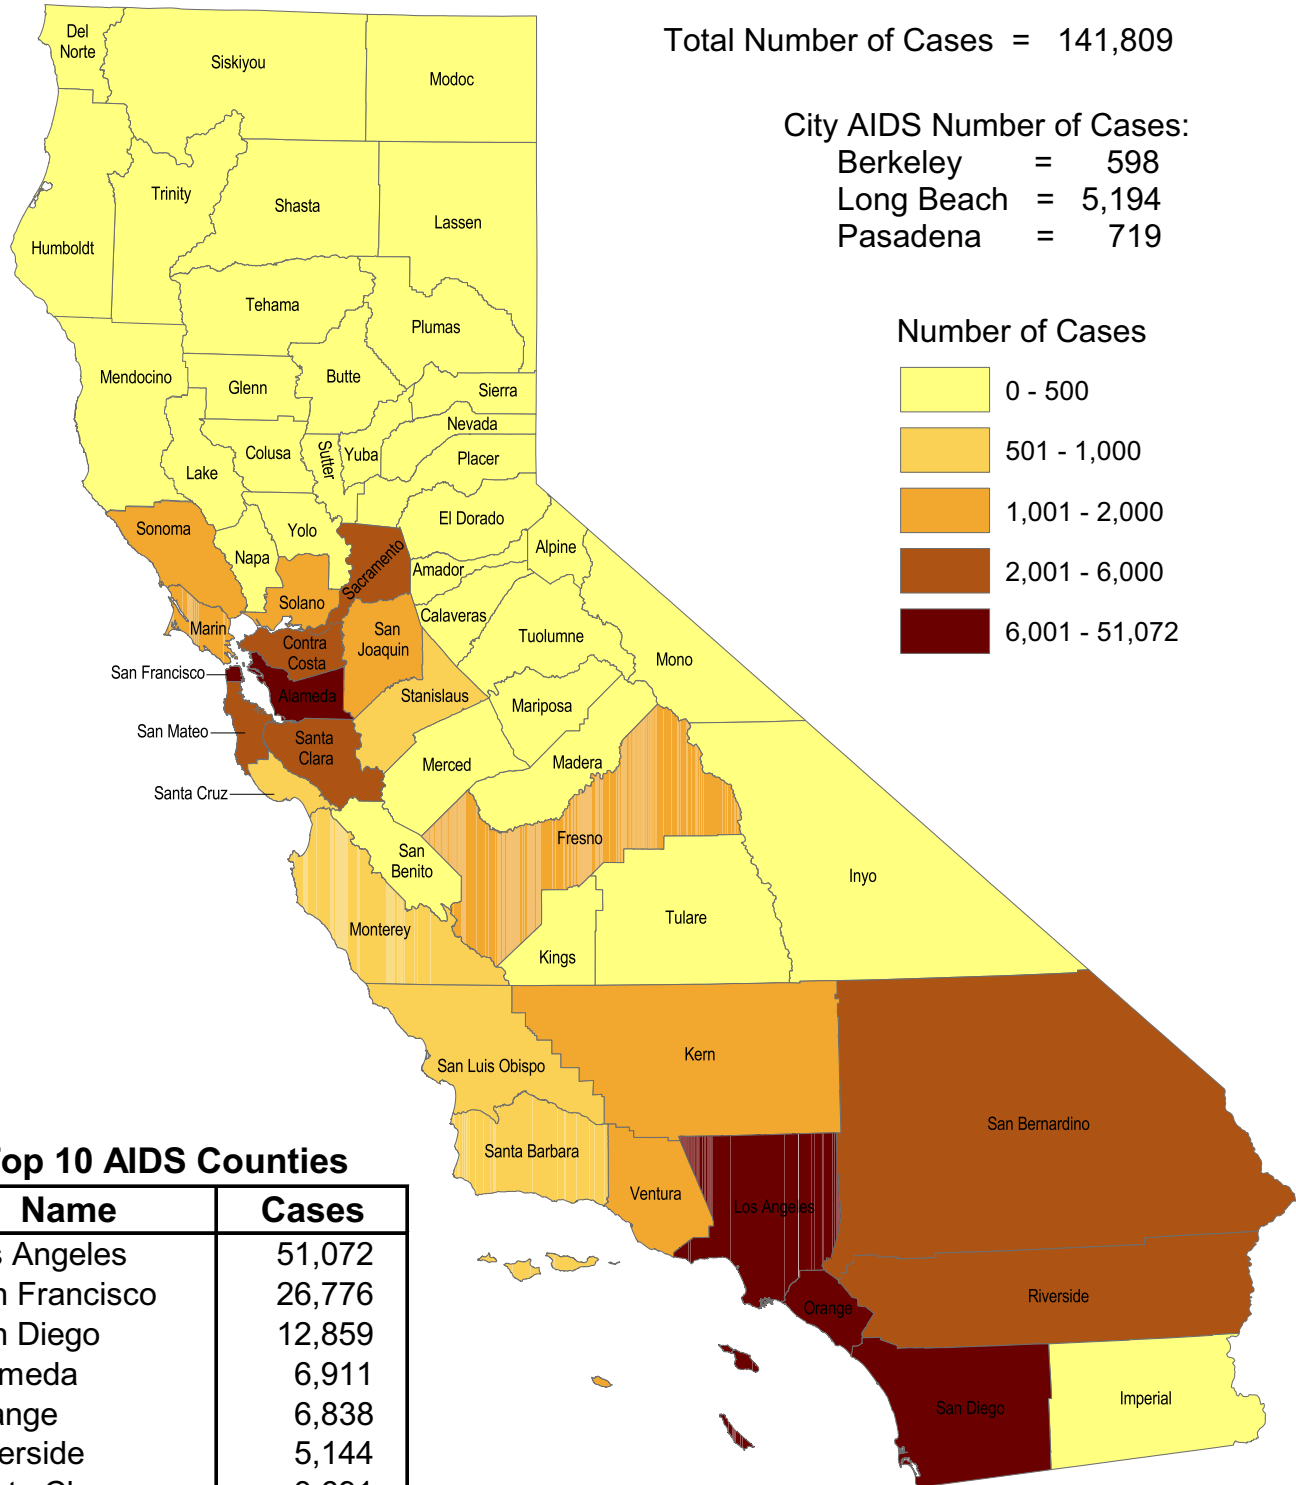 Total Number of Cases = 141,809
City AIDS Number of Cases:
Berkeley = 598
Long Beach = 5,194
Pasadena = 719
Number of Cases
0 - 500
501 - 1,000
1,001 - 2,000
2,001 - 6,000
6,001 - 51,072
Del
Norte
Siskiyou
Modoc
Trinity
Shasta
Lassen
Humboldt
Tehama
Plumas
Mendocino
Glenn
Butte
Sierra
Nevada
Colusa
Sutter
Yuba
Placer
Lake
Sonoma
Yolo
El Dorado
Napa
Sacramento
Alpine
Amador
Solano
Marin
Calaveras
San
Joaquin
Tuolumne
Contra
Costa
Mono
San Francisco
Alameda
Stanislaus
Mariposa
San Mateo
Santa
Clara
Merced
Madera
Santa Cruz
Fresno
San
Benito
Inyo
Monterey
Tulare
Kings
Kern
San Luis Obispo
San Bernardino
Santa Barbara
Ventura
Los Angeles
Riverside
Orange
Imperial
San Diego
op 10 AIDS Counties
Name Cases
s Angeles 51,072
n Francisco 26,776
n Diego 12,859
meda 6,911
ange 6,838
erside 5,144